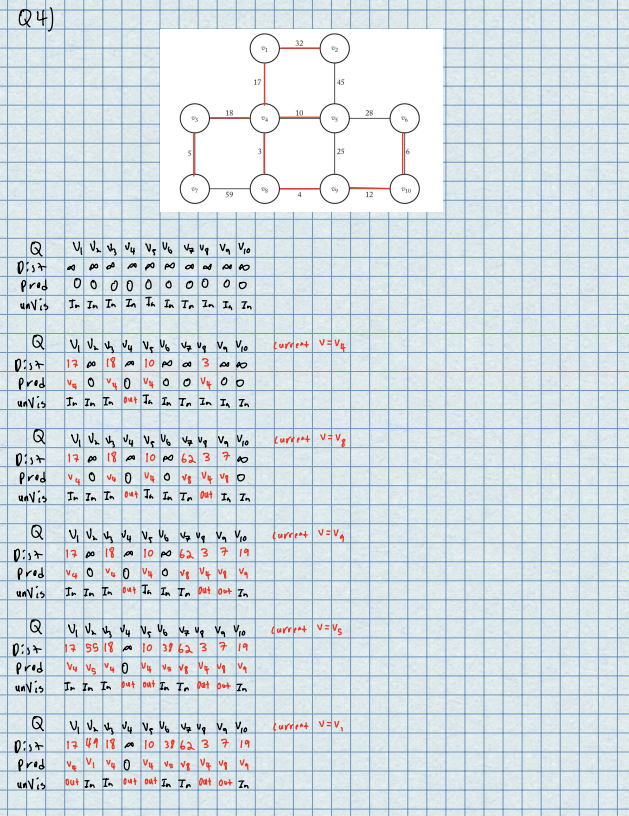 Q4)
v1 32 v2
17 45
v3 18 v4 10 v5 28 v6
5 3 25 6
v7 59 v8 4 v9 12 v10
Q V1 V2 V3 V4 V5 V6 V7 V8 V9 V10
Dist ∞ ∞ ∞ ∞ ∞ ∞ ∞ ∞ ∞ ∞
Pred 0 0 0 0 0 0 0 0 0 0
unVis In In In In In In In In In In
Q V1 V2 V3 V4 V5 V6 V7 V8 V9 V10 current V=V4
Dist 17 ∞ 18 ∞ 10 ∞ ∞ 3 ∞ ∞
Pred V4 0 V4 0 V4 0 0 V4 0 0
unVis In In In out In In In In In In
Q V1 V2 V3 V4 V5 V6 V7 V8 V9 V10 current V=V8
Dist 17 ∞ 18 ∞ 10 ∞ 62 3 7 ∞
Pred V4 0 V4 0 V4 0 V8 V4 V8 0
unVis In In In out In In In out In In
Q V1 V2 V3 V4 V5 V6 V7 V8 V9 V10 current V=V9
Dist 17 ∞ 18 ∞ 10 ∞ 62 3 7 19
Pred V4 0 V4 0 V4 0 V8 V4 V8 V9
unVis In In In out In In In out out In
Q V1 V2 V3 V4 V5 V6 V7 V8 V9 V10 current V=V5
Dist 17 55 18 ∞ 10 38 62 3 7 19
Pred V4 V5 V4 0 V4 V5 V8 V4 V8 V9
unVis In In In out out In In out out In
Q V1 V2 V3 V4 V5 V6 V7 V8 V9 V10 current V=V1
Dist 17 49 18 ∞ 10 38 62 3 7 19
Pred V4 V1 V4 0 V4 V5 V8 V4 V8 V9
unVis out In In out out In In out out In